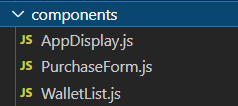 components
JS AppDisplay.js
JS PurchaseForm.js
JS WalletList.js